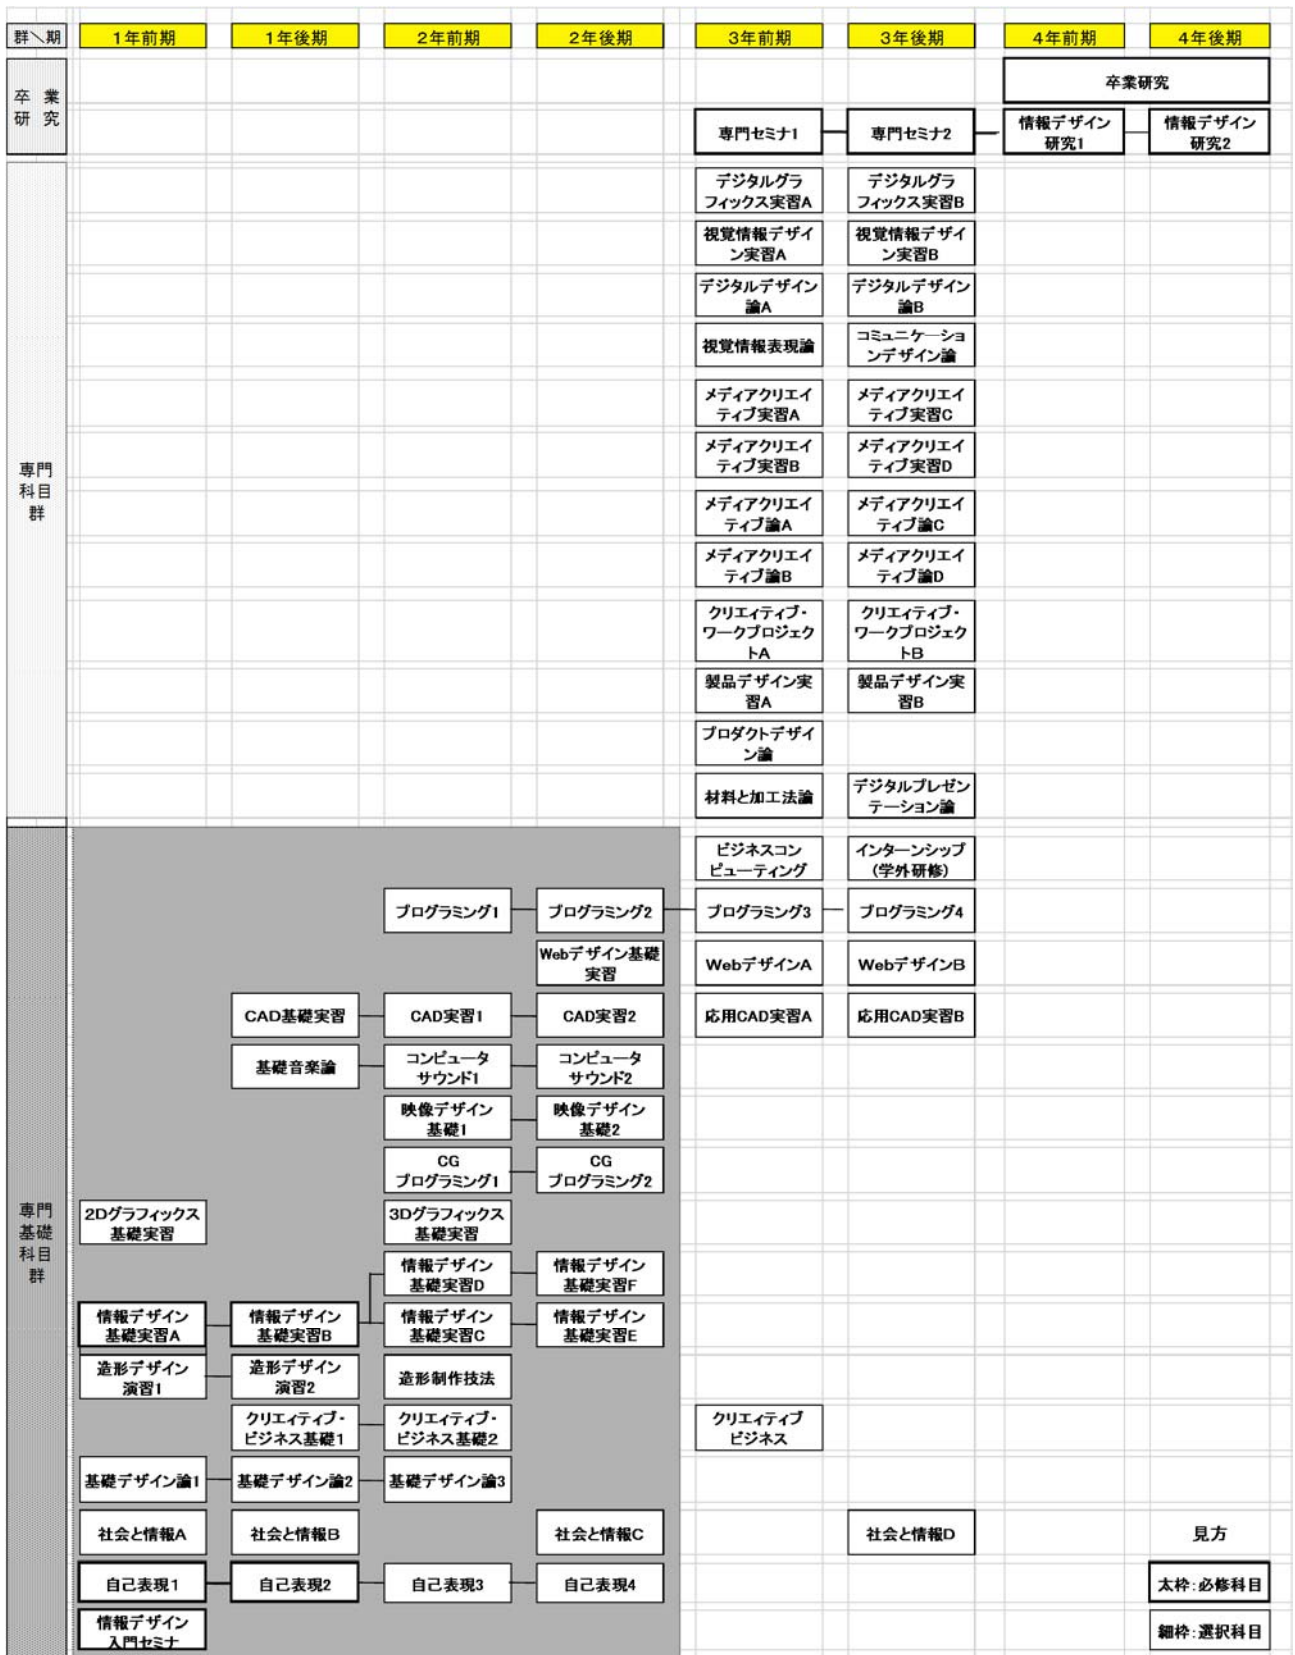 群＼期
1年前期
1年後期
2年前期
2年後期
3年前期
3年後期
4年前期
4年後期
卒 業
研 究
卒業研究
専門セミナ1
専門セミナ2
情報デザイン
研究1
情報デザイン
研究2
専門
科目
群
デジタルグラ
フィックス実習A
デジタルグラ
フィックス実習B
視覚情報デザイ
ン実習A
視覚情報デザイ
ン実習B
デジタルデザイン
論A
デジタルデザイン
論B
視覚情報表現論
コミュニケーショ
ンデザイン論
メディアクリエイ
ティブ実習A
メディアクリエイ
ティブ実習C
メディアクリエイ
ティブ実習B
メディアクリエイ
ティブ実習D
メディアクリエイ
ティブ論A
メディアクリエイ
ティブ論C
メディアクリエイ
ティブ論B
メディアクリエイ
ティブ論D
クリエィティブ・
ワークプロジェク
トA
クリエィティブ・
ワークプロジェク
トB
製品デザイン実
習A
製品デザイン実
習B
プロダクトデザイ
ン論
材料と加工法論
デジタルプレゼン
テーション論
専門
基礎
科目
群
ビジネスコン
ピューティング
インターンシップ
(学外研修)
プログラミング1
プログラミング2
プログラミング3
プログラミング4
Webデザイン基礎
実習
WebデザインA
WebデザインB
CAD基礎実習
CAD実習1
CAD実習2
応用CAD実習A
応用CAD実習B
基礎音楽論
コンピュータ
サウンド1
コンピュータ
サウンド2
映像デザイン
基礎1
映像デザイン
基礎2
CG
プログラミング1
CG
プログラミング2
2Dグラフィックス
基礎実習
3Dグラフィックス
基礎実習
情報デザイン
基礎実習D
情報デザイン
基礎実習F
情報デザイン
基礎実習A
情報デザイン
基礎実習B
情報デザイン
基礎実習C
情報デザイン
基礎実習E
造形デザイン
演習1
造形デザイン
演習2
造形制作技法
クリエィティブ・
ビジネス基礎1
クリエィティブ・
ビジネス基礎2
クリエィティブ
ビジネス
基礎デザイン論1
基礎デザイン論2
基礎デザイン論3
社会と情報A
社会と情報B
社会と情報C
社会と情報D
見方
自己表現1
自己表現2
自己表現3
自己表現4
太枠：必修科目
情報デザイン
入門セミナ
細枠：選択科目